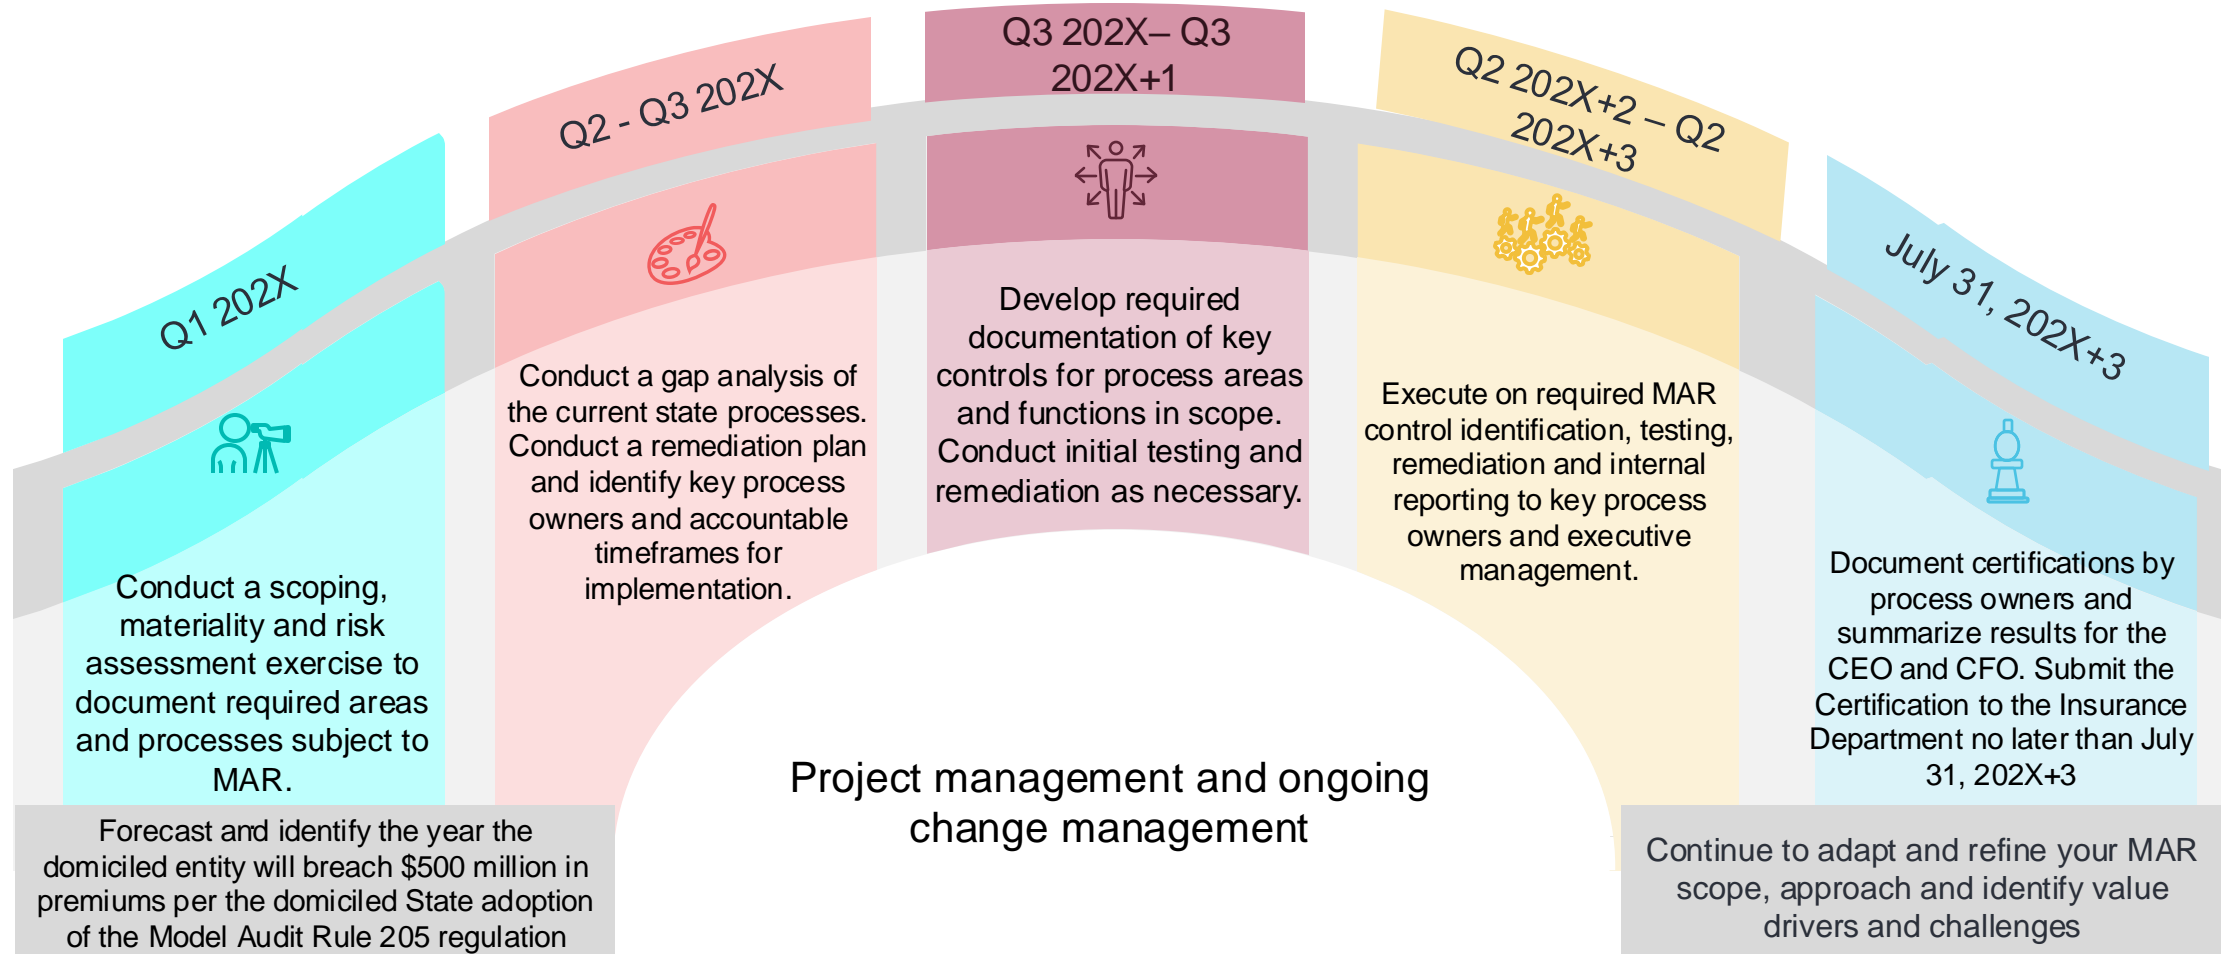 Q1 202X
Conduct a scoping,
materiality and risk
assessment exercise to
document required areas
and processes subject to
MAR.
Forecast and identify the year the
domiciled entity will breach $500 million in
premiums per the domiciled State adoption
of the Model Audit Rule 205 regulation
Q2 - Q3 202X
Conduct a gap analysis of
the current state processes.
Conduct a remediation plan
and identify key process
owners and accountable
timeframes for
implementation.
Q3 202X– Q3
202X+1
Develop required
documentation of key
controls for process areas
and functions in scope.
Conduct initial testing and
remediation as necessary.
Project management and ongoing
change management
Q2 202X+2 – Q2
202X+3
Execute on required MAR
control identification, testing,
remediation and internal
reporting to key process
owners and executive
management.
July 31, 202X+3
Document certifications by
process owners and
summarize results for the
CEO and CFO. Submit the
Certification to the Insurance
Department no later than July
31, 202X+3
Continue to adapt and refine your MAR
scope, approach and identify value
drivers and challenges